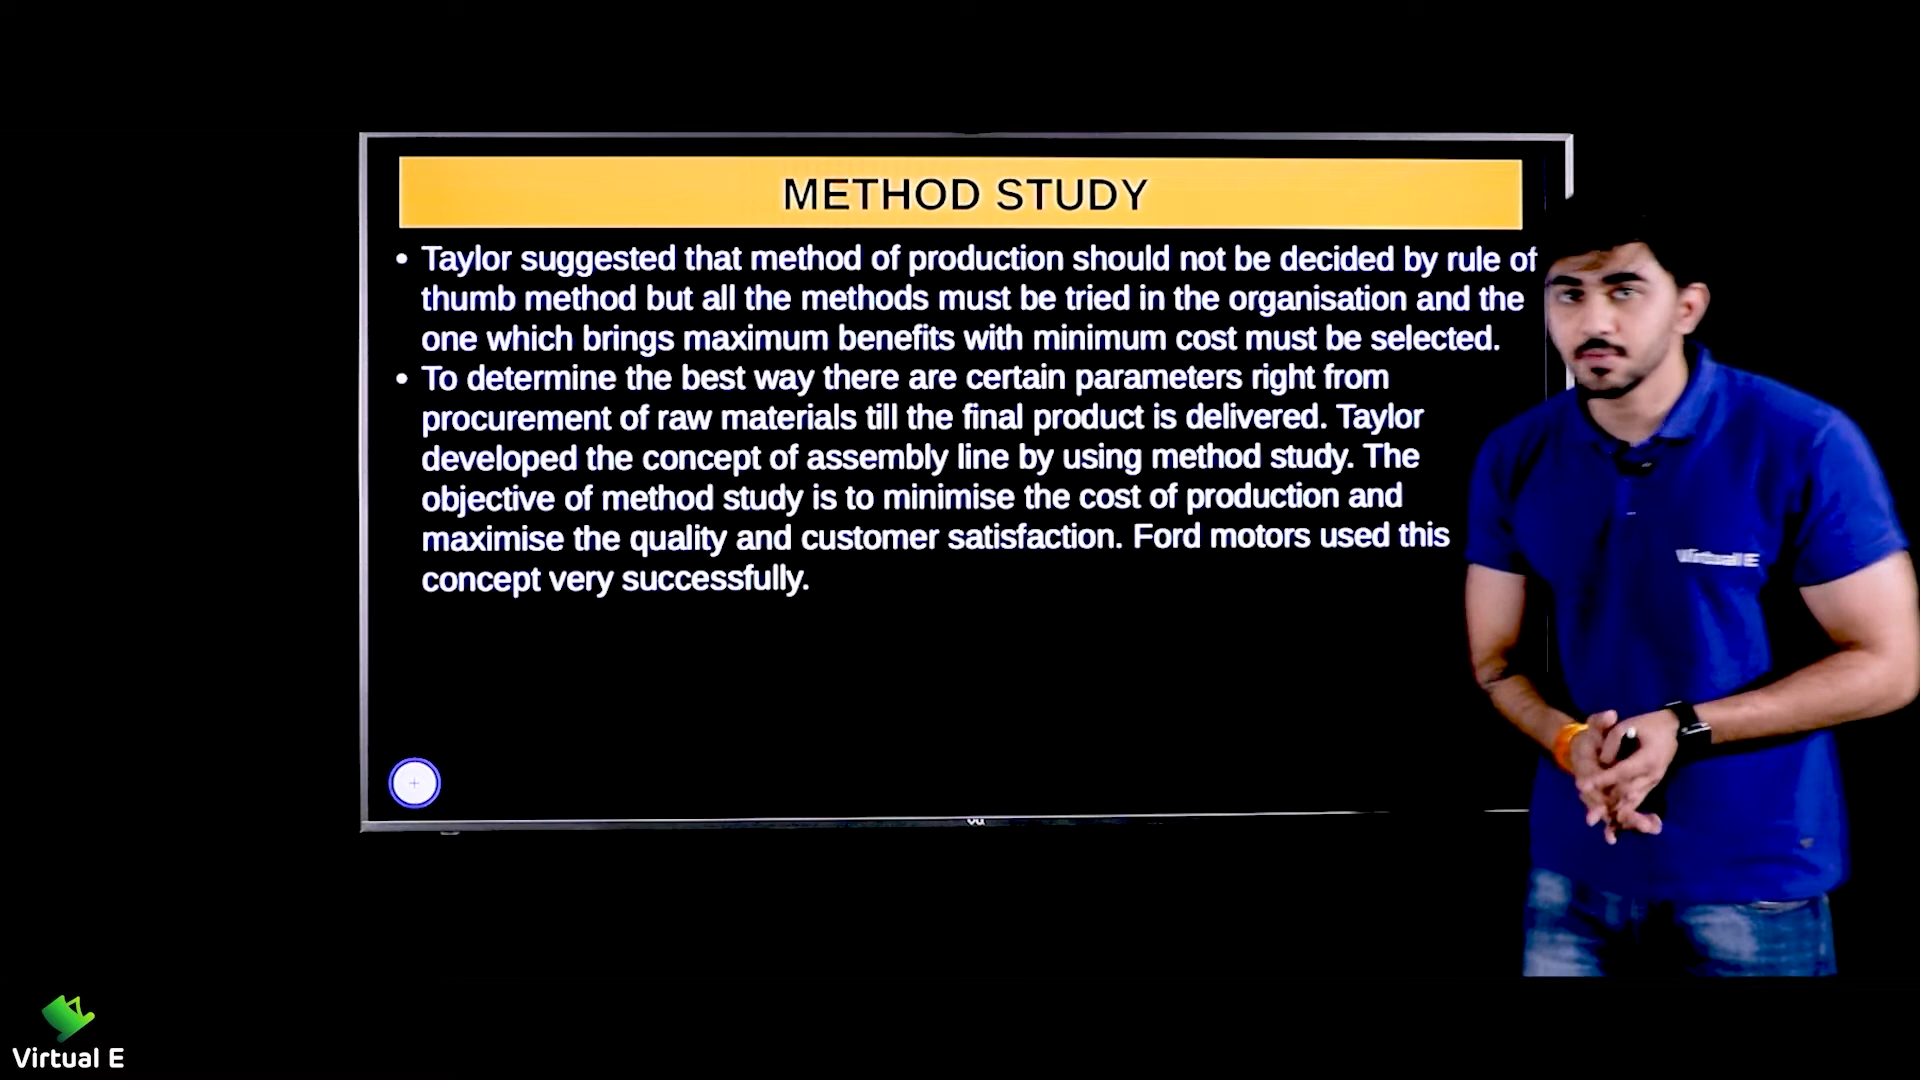 METHOD STUDY
• Taylor suggested that method of production should not be decided by rule of
thumb method but all the methods must be tried in the organisation and the
one which brings maximum benefits with minimum cost must be selected.
• To determine the best way there are certain parameters right from
procurement of raw materials till the final product is delivered. Taylor
developed the concept of assembly line by using method study. The
objective of method study is to minimise the cost of production and
maximise the quality and customer satisfaction. Ford motors used this
concept very successfully.
Virtual E
vu
Virtual E